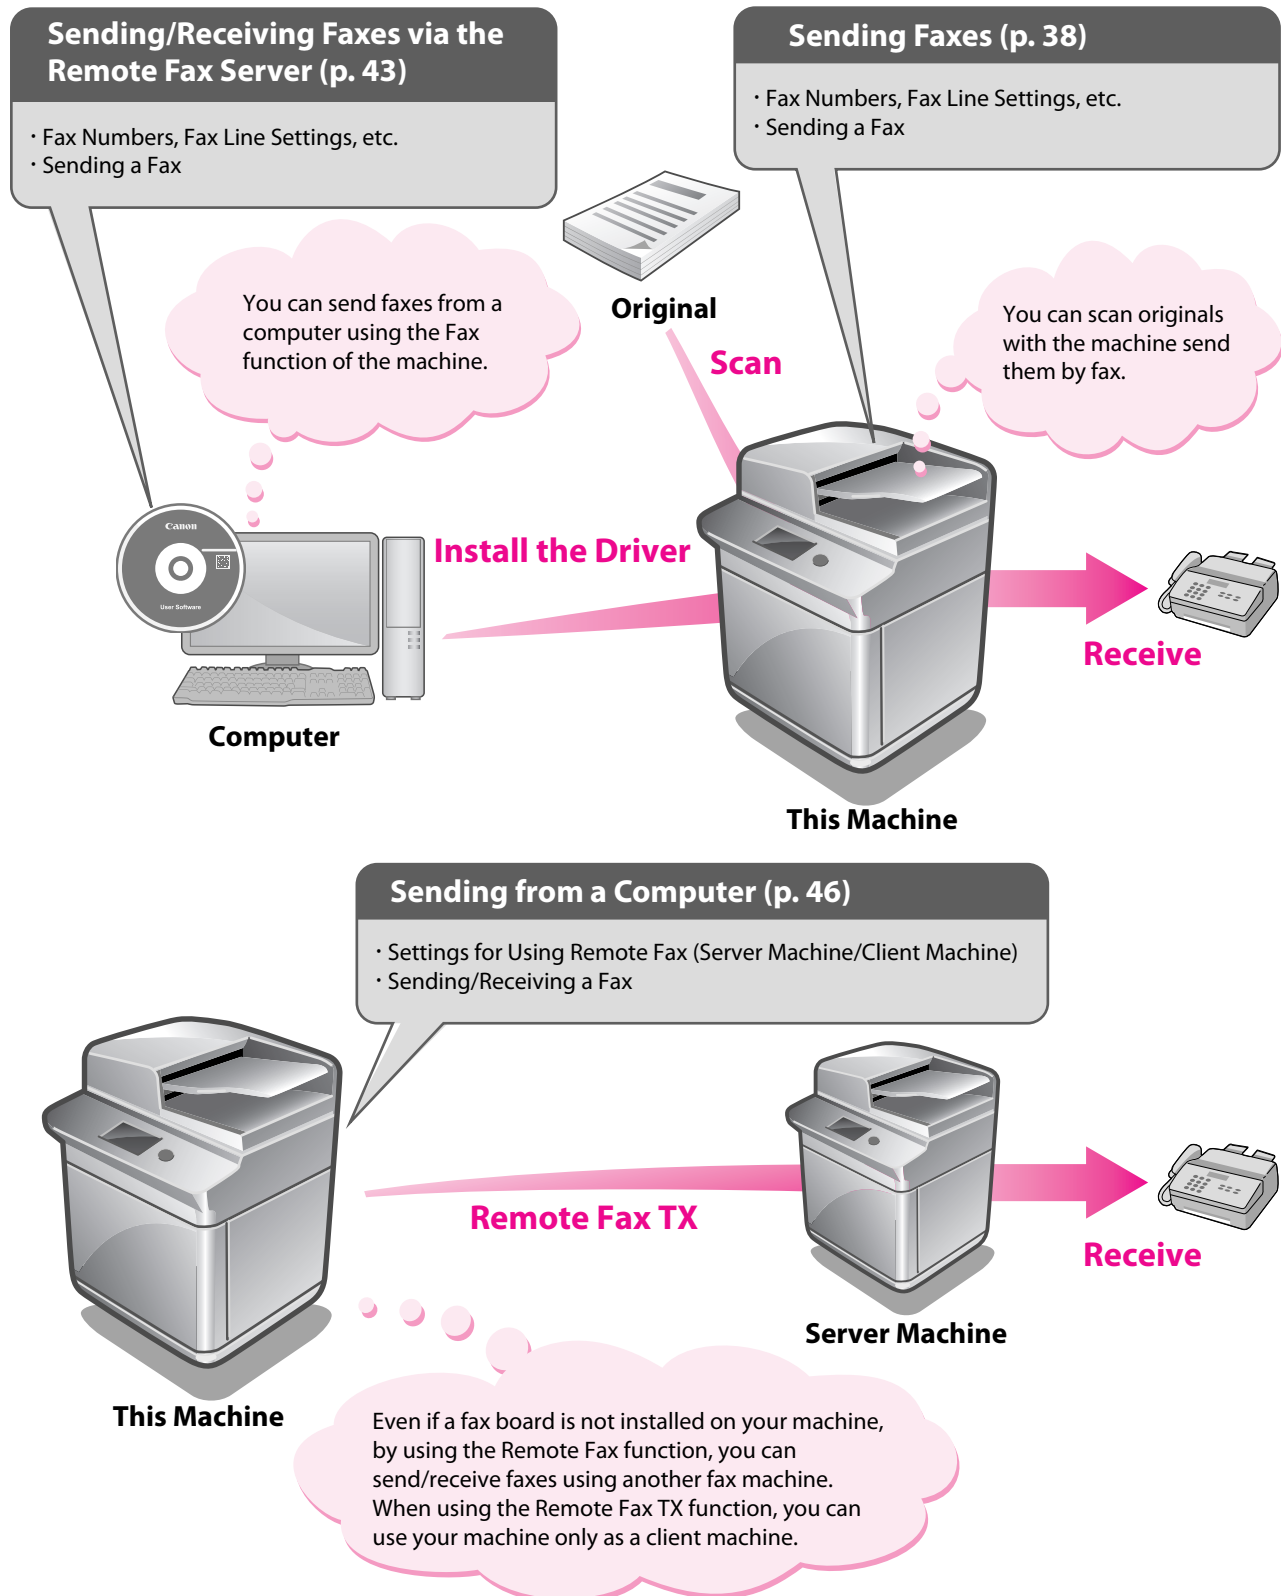 Sending/Receiving Faxes via the
Remote Fax Server (p. 43)
· Fax Numbers, Fax Line Settings, etc.
· Sending a Fax
Sending Faxes (p. 38)
· Fax Numbers, Fax Line Settings, etc.
· Sending a Fax
You can send faxes from a
computer using the Fax
function of the machine.
Original
Scan
You can scan originals
with the machine send
them by fax.
Canon
User Software
Install the Driver
Receive
Computer
This Machine
Sending from a Computer (p. 46)
· Settings for Using Remote Fax (Server Machine/Client Machine)
· Sending/Receiving a Fax
Remote Fax TX
Receive
Server Machine
This Machine
Even if a fax board is not installed on your machine,
by using the Remote Fax function, you can
send/receive faxes using another fax machine.
When using the Remote Fax TX function, you can
use your machine only as a client machine.